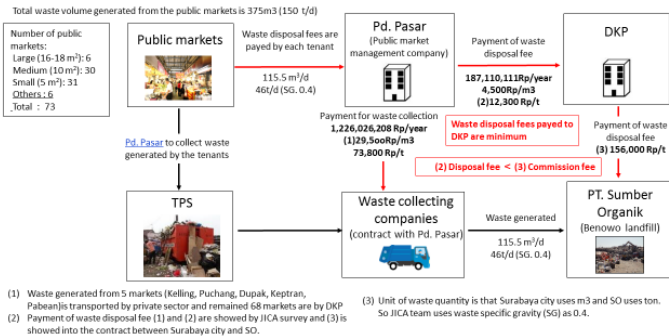 Total waste volume generated from the public markets is 375m3 (150 t/d)
Number of
public
markets:
Large (16-18 m²): 6
Medium (10 m²): 30
Small (5 m²): 31
Others : 6
Total : 73
Public markets
Waste disposal fees are
payed by each tenant
115.5 m³/d
46t/d (SG. 0.4)
Pd. Pasar
(Public market
management company)
Payment of waste
disposal fee
187,110,111Rp/year
4,500Rp/m3
(2)12,300 Rp/t
DKP
Pd. Pasar to collect waste
generated by the tenants
Payment for waste collection
1,226,026,208 Rp/year
(1)29,5ooRp/m3
73,800 Rp/t
Waste disposal fees payed to
DKP are minimum
Payment of waste
disposal fee
(3) 156,000 Rp/t
(2) Disposal fee < (3) Commission fee
TPS
Waste collecting
companies
(contract with Pd. Pasar)
Waste generated
115.5 m³/d
46t/d (SG. 0.4)
PT. Sumber
Organik
(Benowo landfill)
(1) Waste generated from 5 markets (Kelling, Puchang, Dupak, Keptran,
Pabean)is transported by private sector and remained 68 markets are by DKP
(2) Payment of waste disposal fee (1) and (2) are showed by JICA survey and (3) is
showed into the contract between Surabaya city and SO.
(3) Unit of waste quantity is that Surabaya city uses m3 and SO uses ton.
So JICA team uses waste specific gravity (SG) as 0.4.